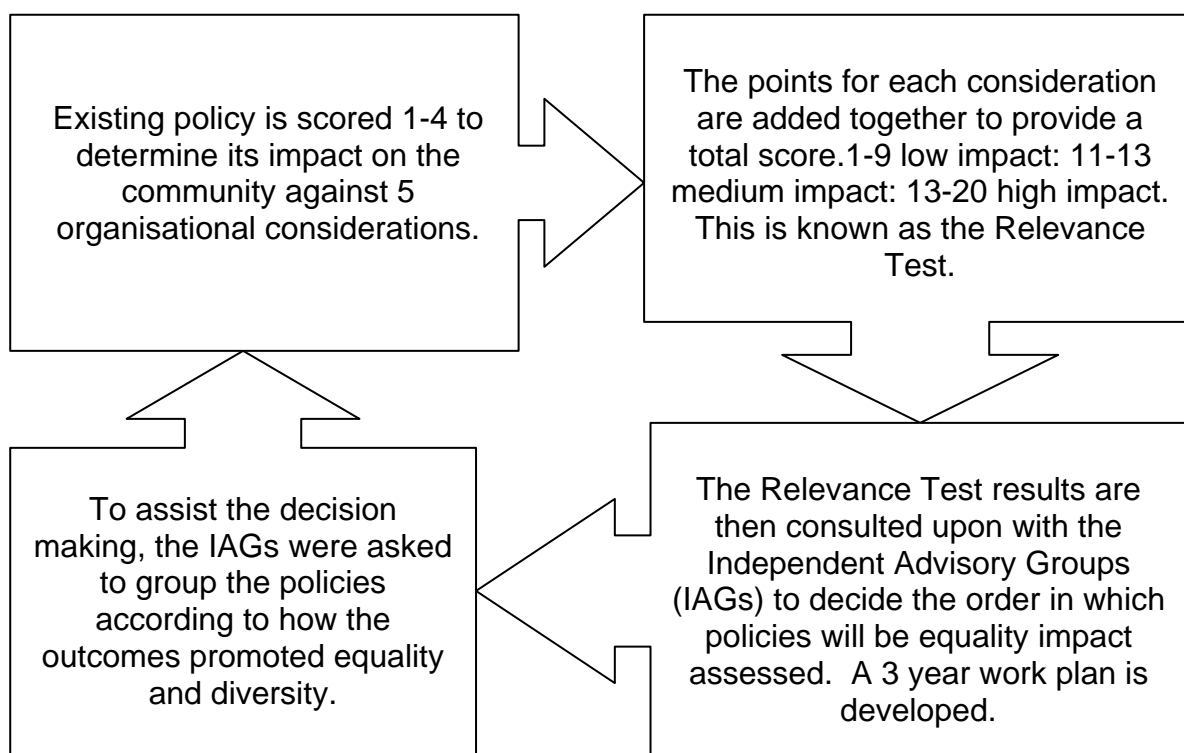 Existing policy is scored 1-4 to
determine its impact on the
community against 5
organisational considerations.
The points for each consideration
are added together to provide a
total score.1-9 low impact: 11-13
medium impact: 13-20 high impact.
This is known as the Relevance
Test.
To assist the decision
making, the IAGs were asked
to group the policies
according to how the
outcomes promoted equality
and diversity.
The Relevance Test results are
then consulted upon with the
Independent Advisory Groups
(IAGs) to decide the order in which
policies will be equality impact
assessed.  A 3 year work plan is
developed.